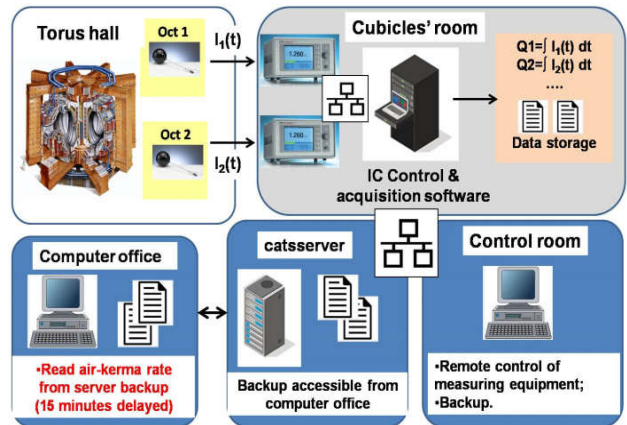 Torus hall
Oct 1
I1(t)
Oct 2
I2(t)
Cubicles' room
1.260
1.260
IC Control &
acquisition software
Q1=∫ I1(t) dt
Q2=∫ I2(t) dt
....
Data storage
Computer office
•Read air-kerma rate
from server backup
(15 minutes delayed)
catsserver
Backup accessible from
computer office
Control room
•Remote control of
measuring equipment;
•Backup.